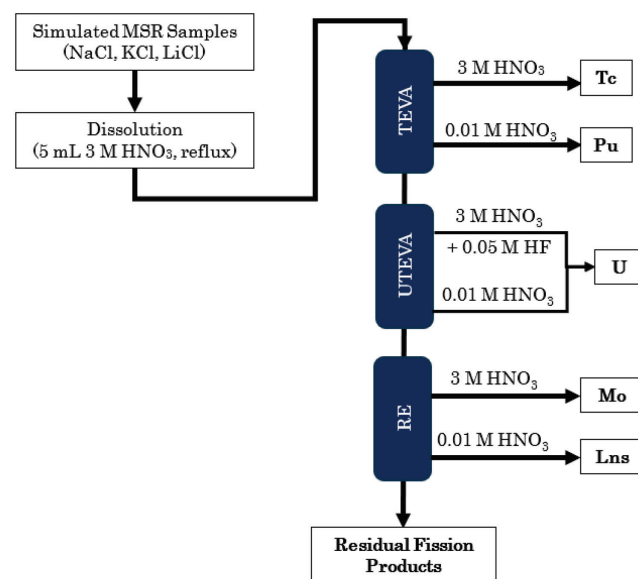 Simulated MSR Samples
(NaCl, KCl, LiCl)
Dissolution
(5 mL 3 M HNO₃, reflux)
TEVA
3 M HNO₃
Tc
0.01 M HNO₃
Pu
UTEVA
3 M HNO₃
+ 0.05 M HF
0.01 M HNO₃
U
RE
3 M HNO₃
Mo
0.01 M HNO₃
Lns
Residual Fission
Products